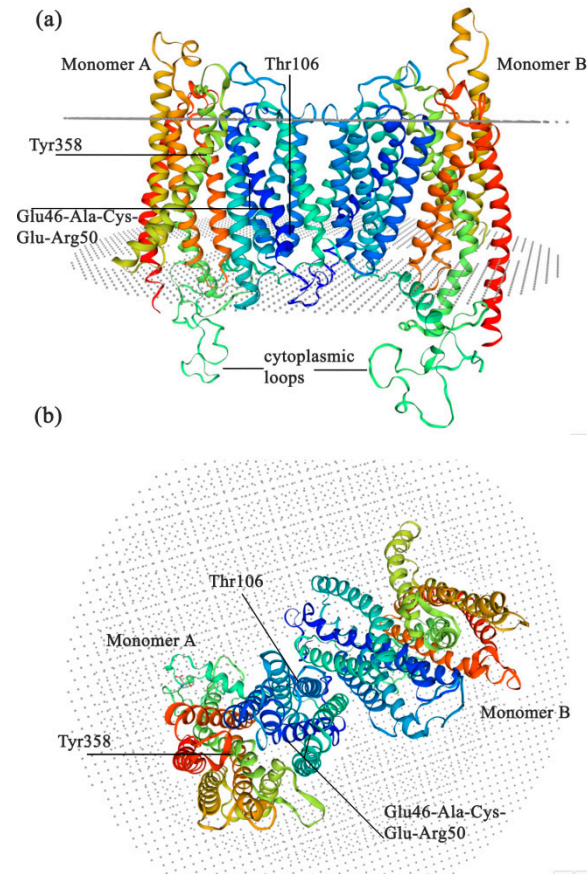 (a)
Monomer A
Thr106
Monomer B
Tyr358
Glu46-Ala-Cys-
Glu-Arg50
cytoplasmic
loops
(b)
Thr106
Monomer A
Tyr358
Monomer B
Glu46-Ala-Cys-
Glu-Arg50